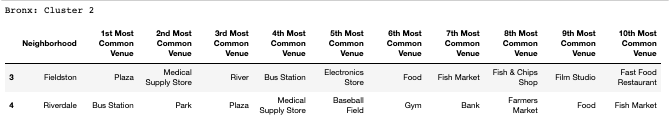 Bronx: Cluster 2
Neighborhood 1st Most Common Venue 2nd Most Common Venue 3rd Most Common Venue 4th Most Common Venue 5th Most Common Venue 6th Most Common Venue 7th Most Common Venue 8th Most Common Venue 9th Most Common Venue 10th Most Common Venue
3 Fieldston Plaza Medical Supply Store River Bus Station Electronics Store Food Fish Market Fish & Chips Shop Film Studio Fast Food Restaurant
4 Riverdale Bus Station Park Plaza Medical Supply Store Baseball Field Gym Bank Farmers Market Food Fish Market